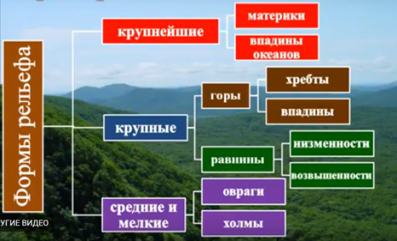 Формы рельефа
крупнейшие
материки
впадины
океанов
крупные
горы
хребты
впадины
равнины
низменности
возвышенности
средние и
мелкие
овраги
холмы
УГИЕ ВИДЕО